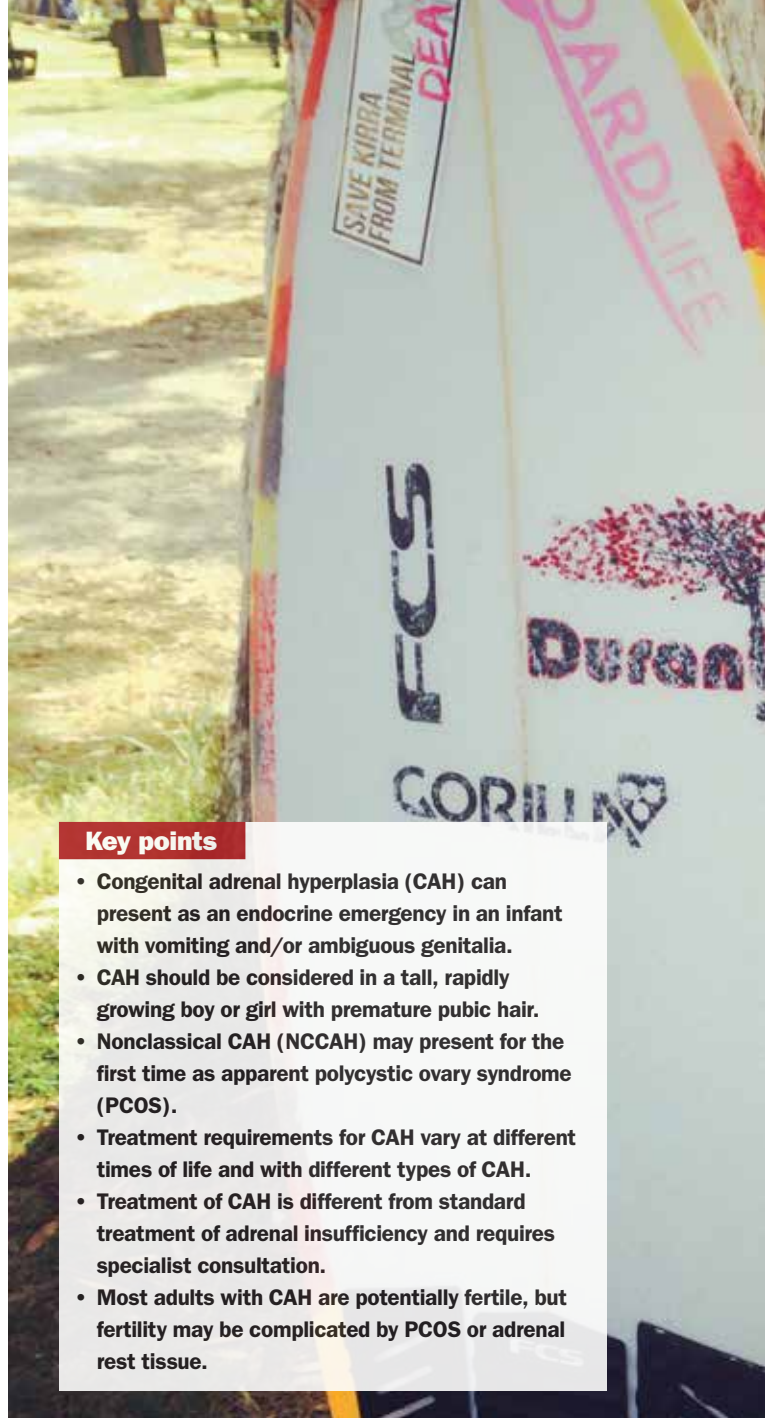 DEA
SAVE KIRRA
FROM TERMINAL
OARDLIFE
FCS
Duran
GORILLA
Key points
• Congenital adrenal hyperplasia (CAH) can
present as an endocrine emergency in an infant
with vomiting and/or ambiguous genitalia.
• CAH should be considered in a tall, rapidly
growing boy or girl with premature pubic hair.
• Nonclassical CAH (NCCAH) may present for the
first time as apparent polycystic ovary syndrome
(PCOS).
• Treatment requirements for CAH vary at different
times of life and with different types of CAH.
• Treatment of CAH is different from standard
treatment of adrenal insufficiency and requires
specialist consultation.
• Most adults with CAH are potentially fertile, but
fertility may be complicated by PCOS or adrenal
rest tissue.
FCS